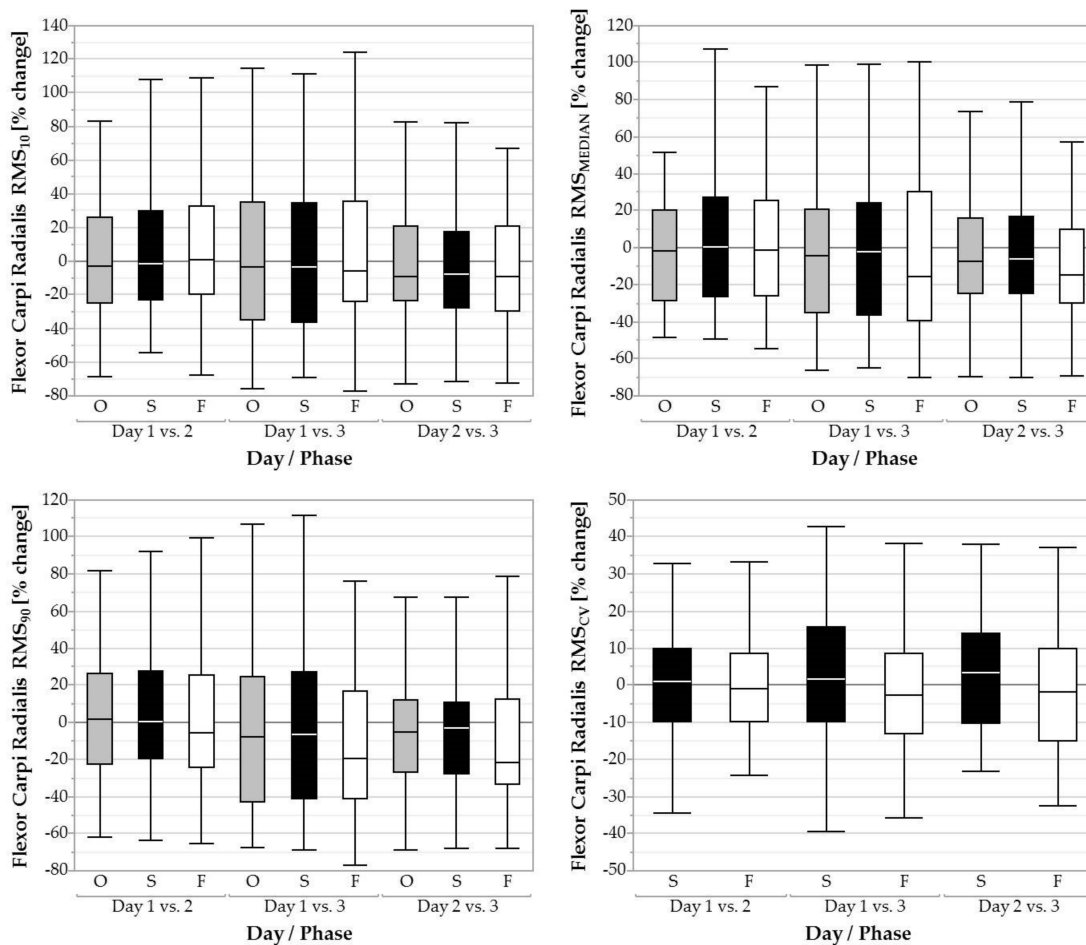 Flexor Carpi Radialis RMS10 [% change]
140
120
100
80
60
40
20
0
-20
-40
-60
-80
O S F O S F O S F
Day 1 vs. 2 Day 1 vs. 3 Day 2 vs. 3
Day / Phase
Flexor Carpi Radialis RMSMEDIAN [% change]
120
100
80
60
40
20
0
-20
-40
-60
-80
O S F O S F O S F
Day 1 vs. 2 Day 1 vs. 3 Day 2 vs. 3
Day / Phase
Flexor Carpi Radialis RMS90 [% change]
120
100
80
60
40
20
0
-20
-40
-60
-80
O S F O S F O S F
Day 1 vs. 2 Day 1 vs. 3 Day 2 vs. 3
Day / Phase
Flexor Carpi Radialis RMSCV [% change]
50
40
30
20
10
0
-10
-20
-30
-40
-50
S F S F S F
Day 1 vs. 2 Day 1 vs. 3 Day 2 vs. 3
Day / Phase